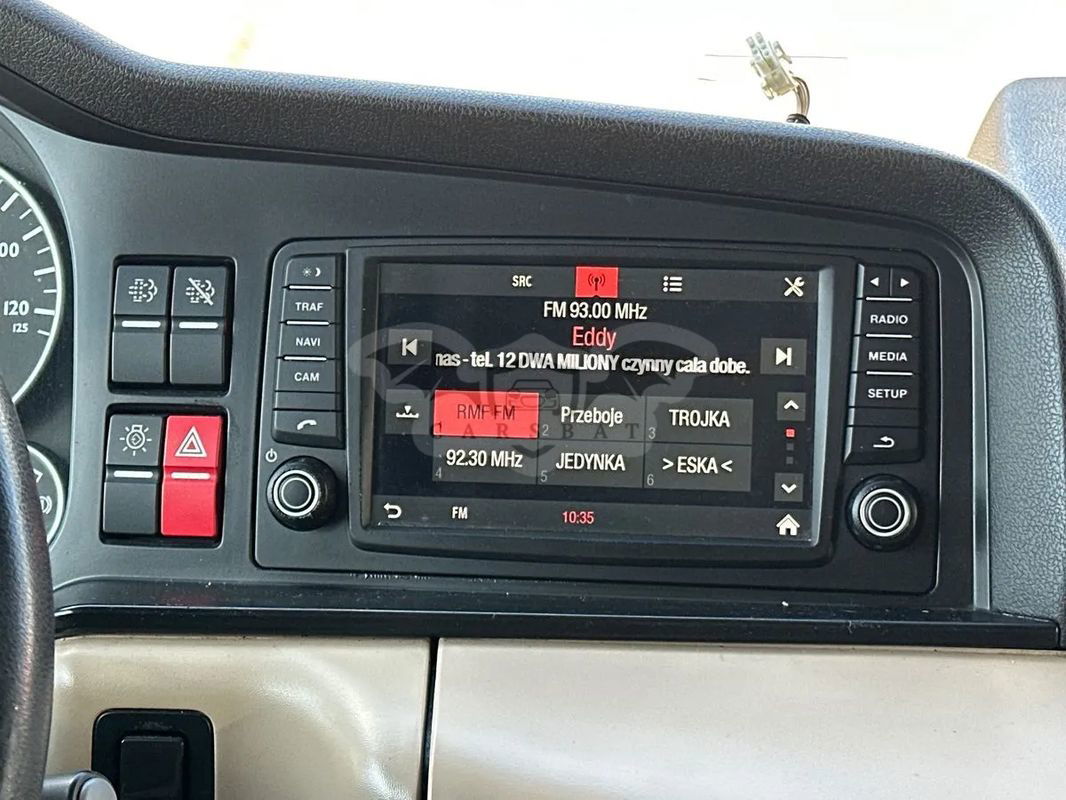 00
120
125
TRAF
NAVI
CAM
SRC
FM 93.00 MHz
Eddy
nas - tel. 12 DWA MILIONY czynny cała dobe.
RMF FM
Przeboje
TROJKA
1
2
3
92.30 MHz
JEDYNKA
> ESKA <
4
5
6
FM
10:35
RADIO
MEDIA
SETUP
CARSBAT